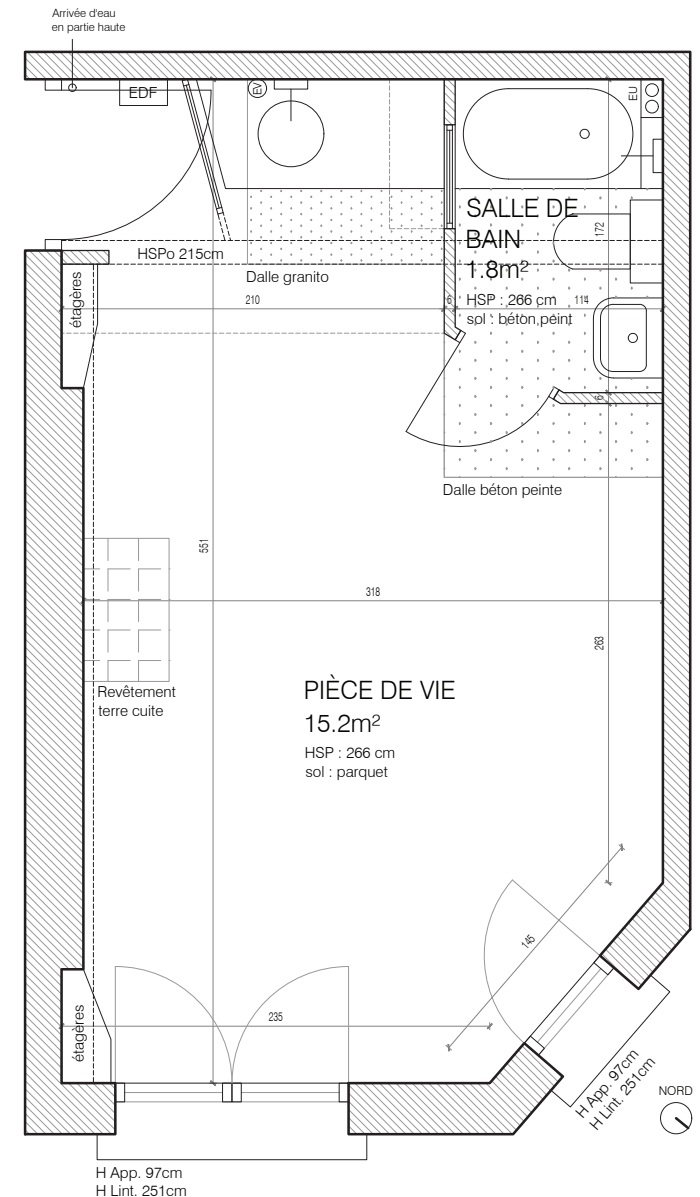 Arrivée d'eau
en partie haute
EDF
EV
EU
SALLE DE
BAIN
1.8m²
HSP : 266 cm
sol : béton peint
172
HSPo 215cm
Dalle granito
étagères
210
6
114
6
Dalle béton peinte
551
318
263
Revêtement
terre cuite
PIÈCE DE VIE
15.2m²
HSP : 266 cm
sol : parquet
145
étagères
235
H App. 97cm
H Lint. 251cm
NORD
H App. 97cm
H Lint. 251cm